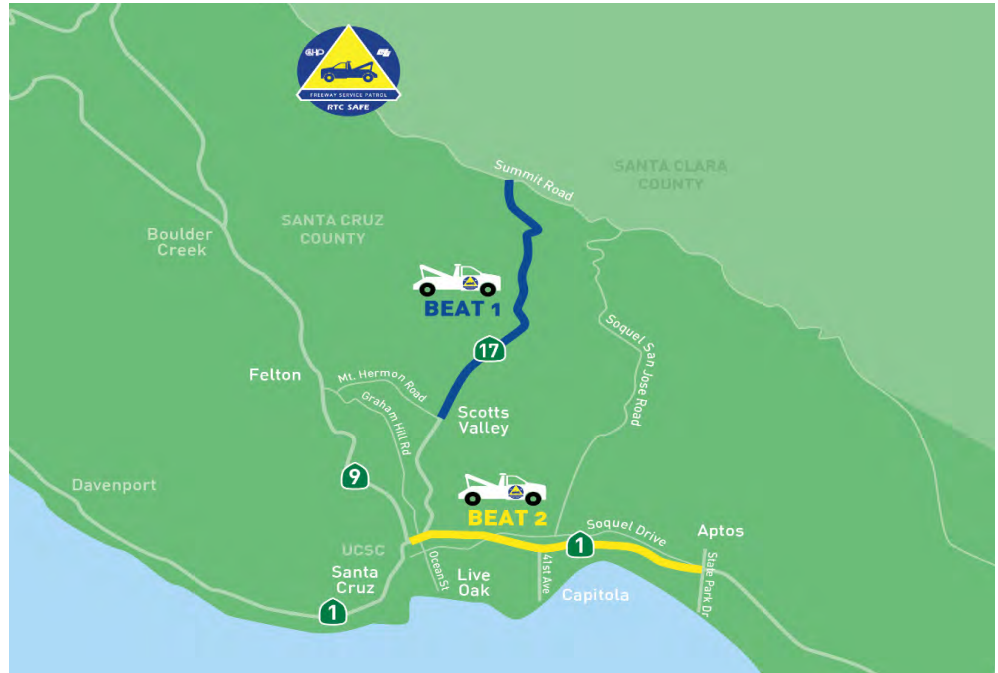 CHP
FREEWAY SERVICE PATROL
RTC SAFE
Summit Road
SANTA CLARA
COUNTY
SANTA CRUZ
COUNTY
Boulder
Creek
BEAT 1
17
Soquel San Jose Road
Felton
Mt. Hermon Road
Graham Hill Rd
Scotts
Valley
9
Davenport
BEAT 2
Soquel Drive
Aptos
1
UCSC
Santa
Cruz
Ocean St
Live
Oak
41st Ave
Capitola
State Park Dr
1